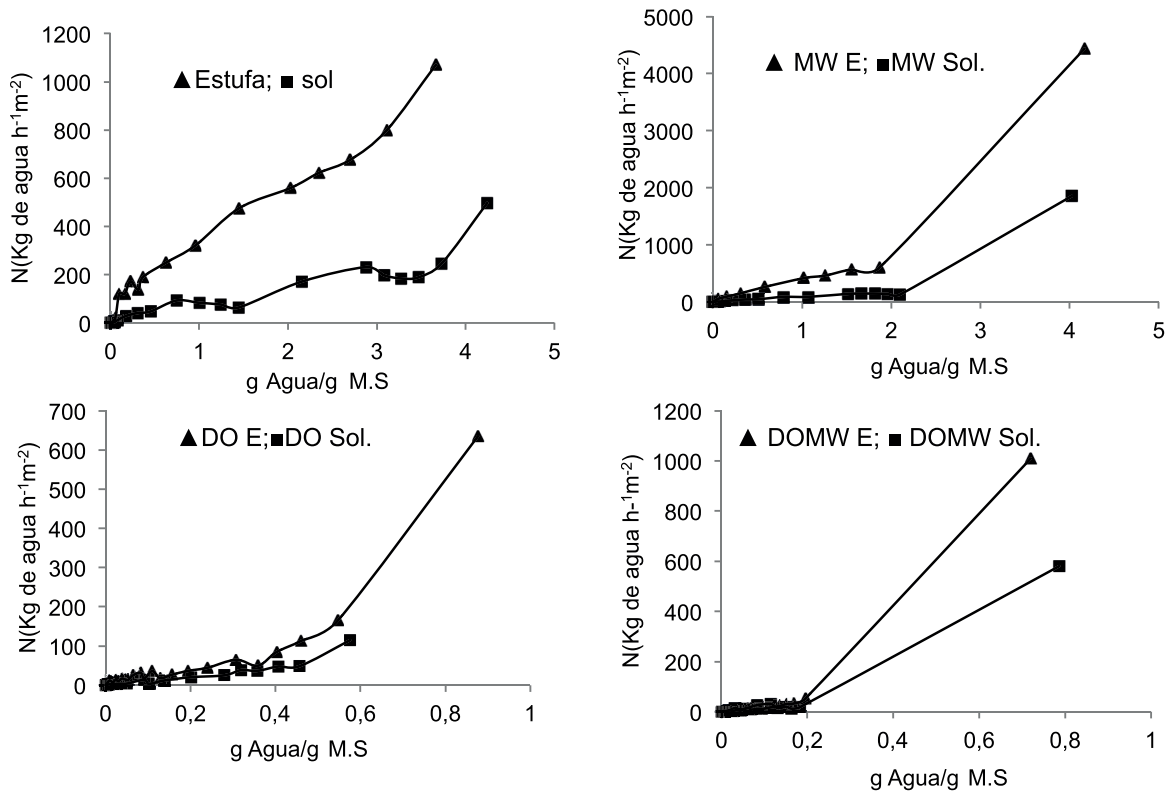 N(Kg de agua h-1m-2)
1200
1000
800
600
400
200
0
▲Estufa; ■ sol
0 1 2 3 4 5
g Agua/g M.S
N(Kg de agua h-1m-2)
5000
4000
3000
2000
1000
0
▲ MW E; ■MW Sol.
0 1 2 3 4 5
g Agua/g M.S
N(Kg de agua h-1m-2)
700
600
500
400
300
200
100
0
▲DO E;■DO Sol.
0 0,2 0,4 0,6 0,8 1
g Agua/g M.S
N(Kg de agua h-1m-2)
1200
1000
800
600
400
200
0
▲ DOMW E; ■ DOMW Sol.
0 0,2 0,4 0,6 0,8 1
g Agua/g M.S